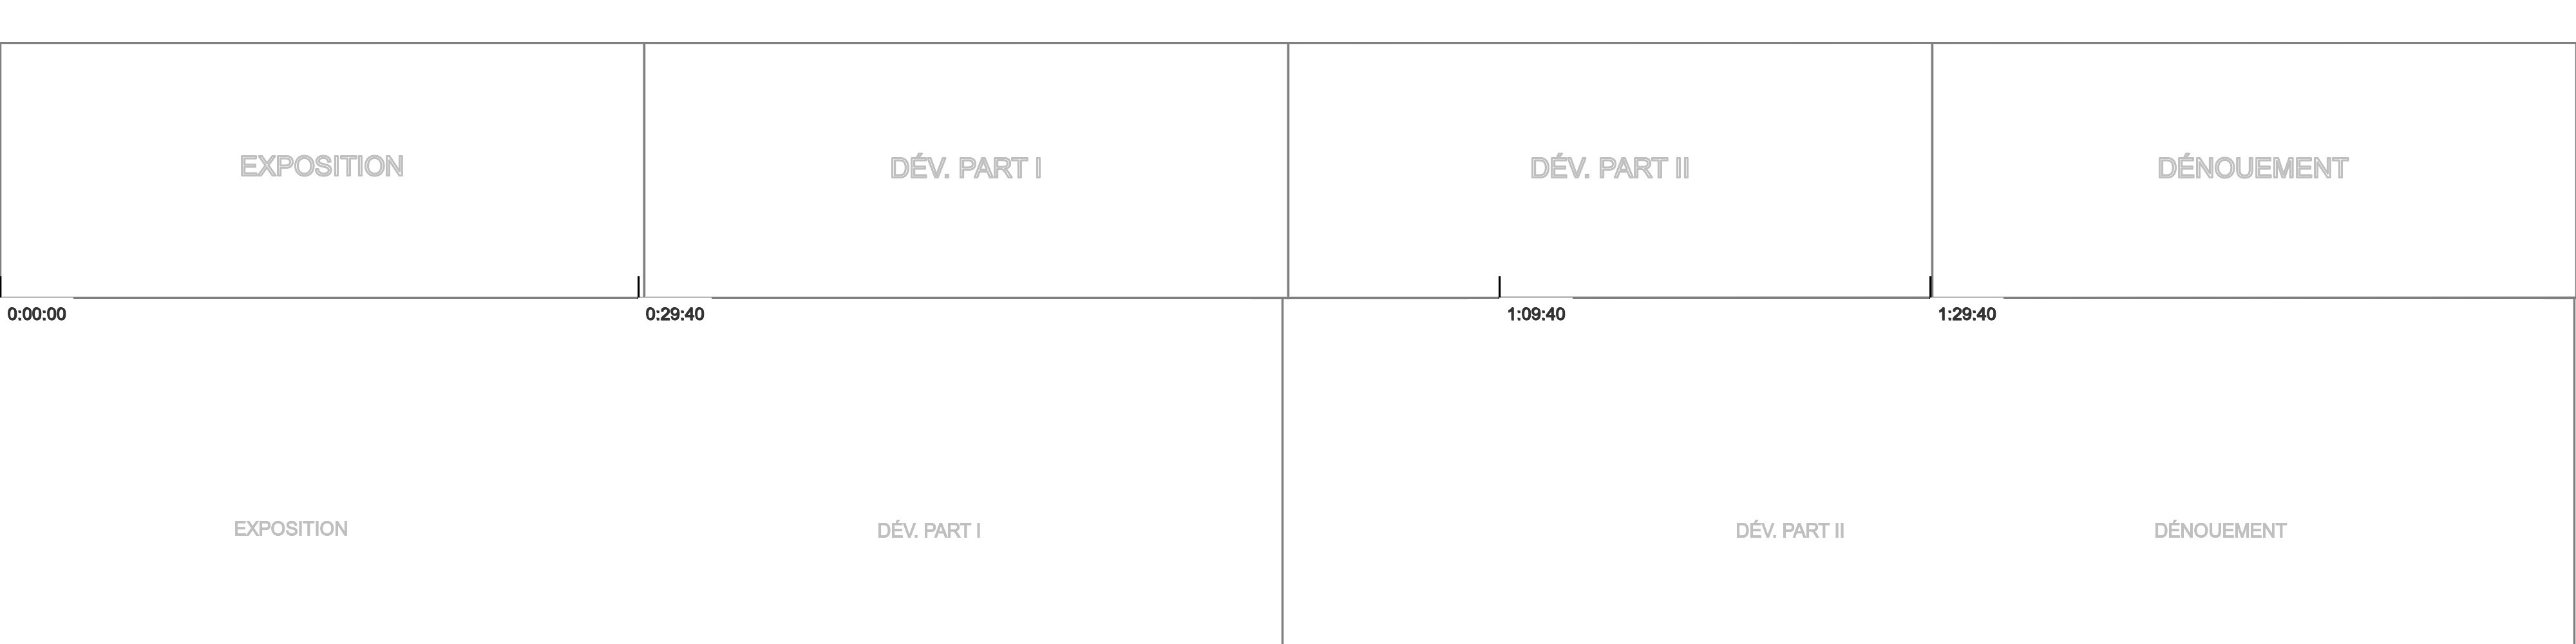 EXPOSITION
DÉV. PART I
DÉV. PART II
DÉNOUEMENT
0:00:00
0:29:40
1:09:40
1:29:40
EXPOSITION
DÉV. PART I
DÉV. PART II
DÉNOUEMENT